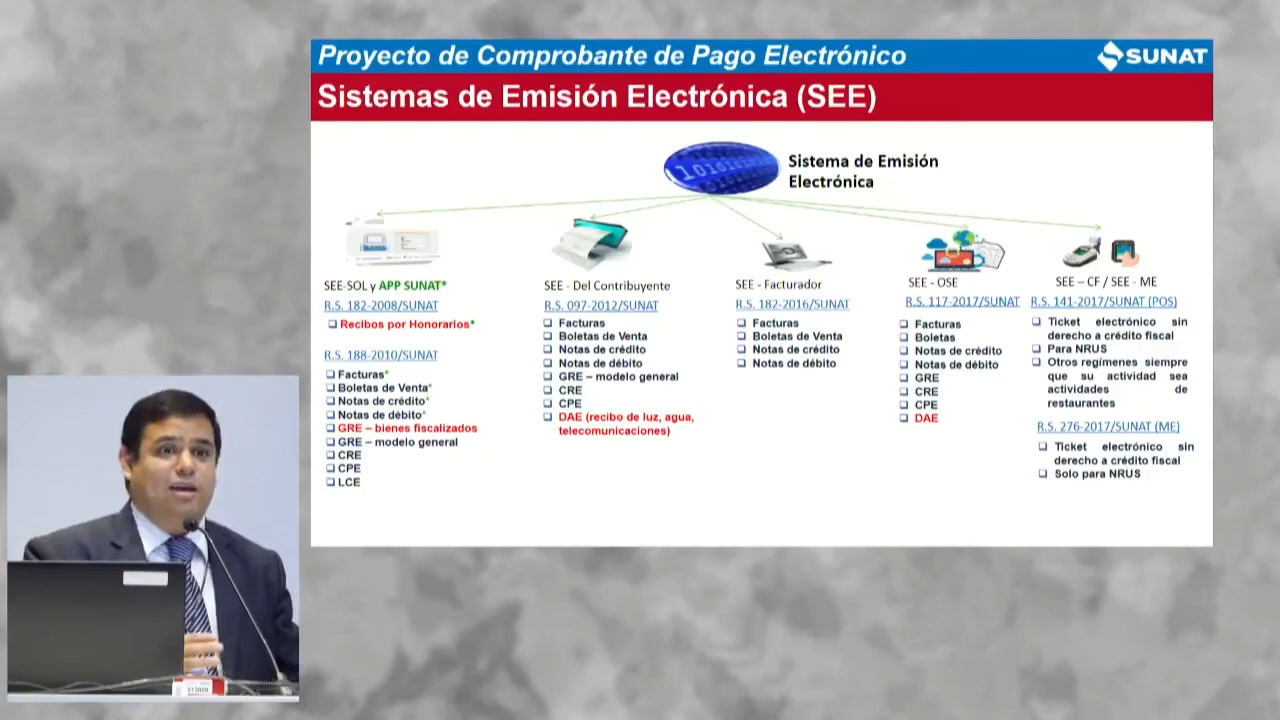 Proyecto de Comprobante de Pago Electrónico
SUNAT
Sistemas de Emisión Electrónica (SEE)
Sistema de Emisión
Electrónica
SEE-SOL y APP SUNAT*
R.S. 182-2008/SUNAT
Recibos por Honorarios*
R.S. 188-2010/SUNAT
Facturas*
Boletas de Venta*
Notas de crédito*
Notas de débito*
GRE – bienes fiscalizados
GRE – modelo general
CRE
CPE
LCE
SEE - Del Contribuyente
R.S. 097-2012/SUNAT
Facturas
Boletas de Venta
Notas de crédito
Notas de débito
GRE – modelo general
CRE
CPE
DAE (recibo de luz, agua,
telecomunicaciones)
SEE - Facturador
R.S. 182-2016/SUNAT
Facturas
Boletas de Venta
Notas de crédito
Notas de débito
SEE - OSE
R.S. 117-2017/SUNAT
Facturas
Boletas
Notas de crédito
Notas de débito
GRE
CRE
CPE
DAE
SEE – CF / SEE - ME
R.S. 141-2017/SUNAT (POS)
Ticket electrónico sin
derecho a crédito fiscal
Para NRUS
Otros regímenes siempre
que su actividad sea
actividades de
restaurantes
R.S. 276-2017/SUNAT (ME)
Ticket electrónico sin
derecho a crédito fiscal
Solo para NRUS